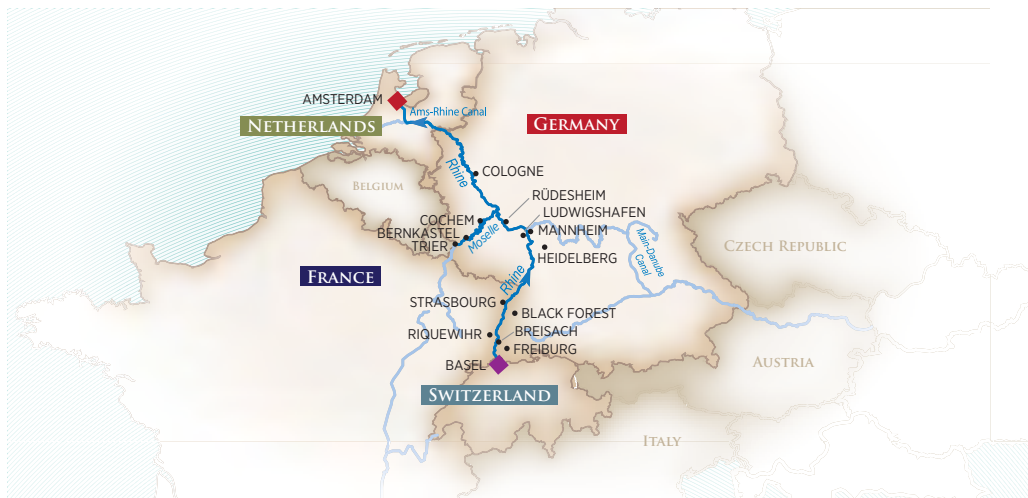 AMSTERDAM
Ams-Rhine Canal
NETHERLANDS
GERMANY
Rhine
COLOGNE
BELGIUM
RÜDESHEIM
LUDWIGSHAFEN
COCHEM
MANNHEIM
BERNKASTEL
Moselle
TRIER
HEIDELBERG
Main-Danube
Canal
CZECH REPUBLIC
FRANCE
Rhine
STRASBOURG
BLACK FOREST
RIQUEWIHR
BREISACH
FREIBURG
BASEL
AUSTRIA
SWITZERLAND
ITALY